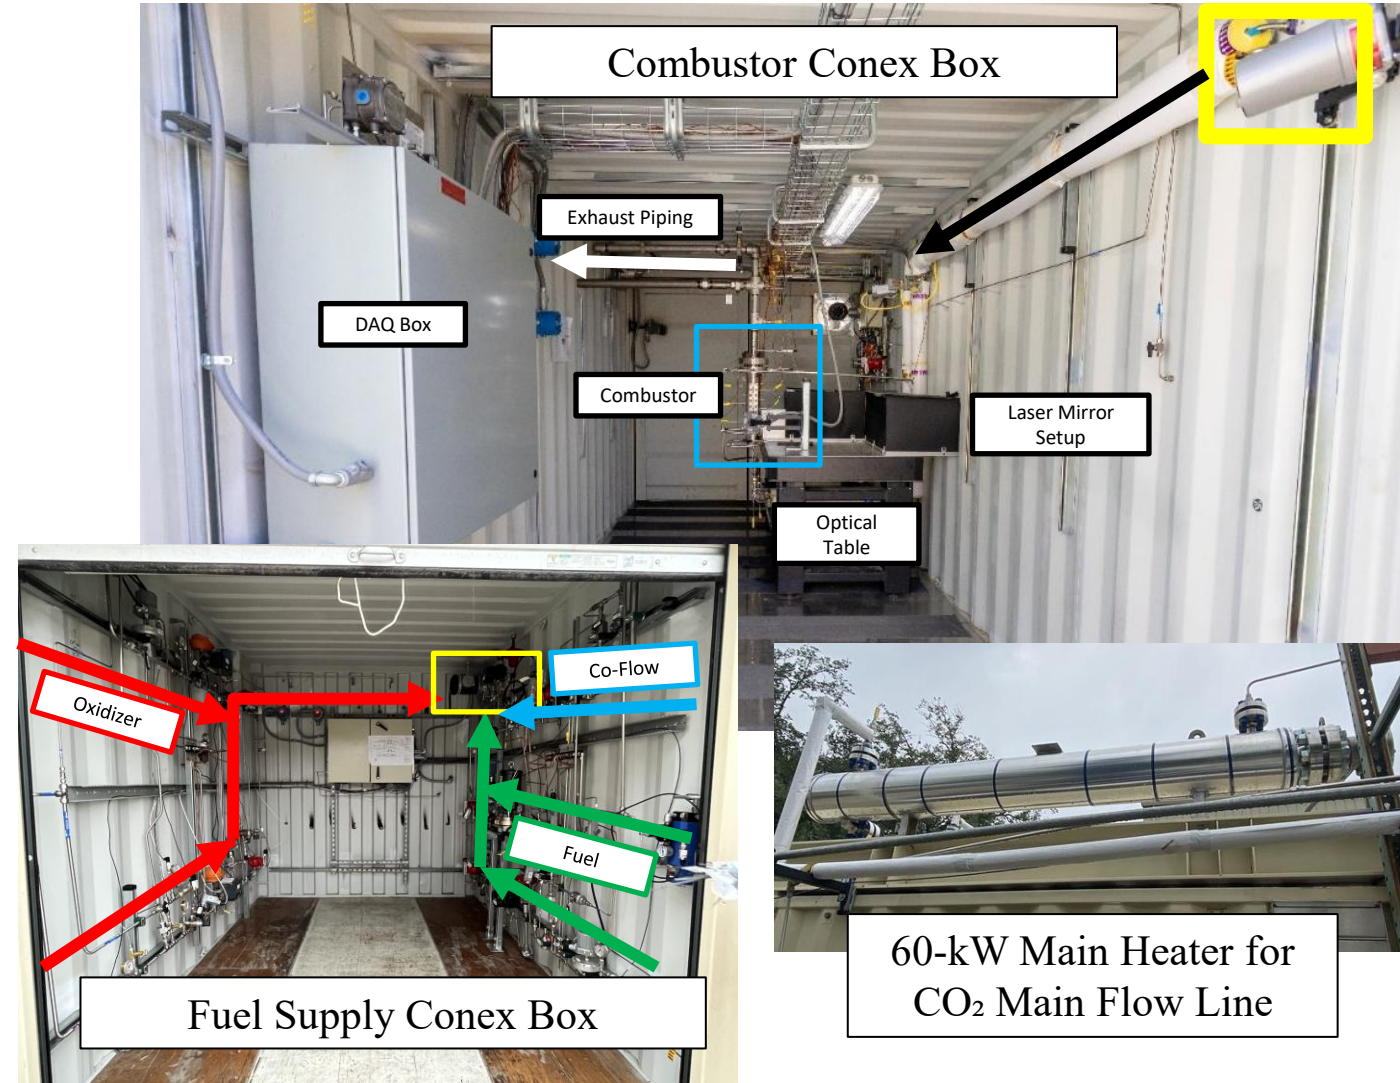 Combustor Conex Box
Exhaust Piping
DAQ Box
Combustor
Laser Mirror
Setup
Optical
Table
Co-Flow
Oxidizer
Fuel
Fuel Supply Conex Box
60-kW Main Heater for
CO₂ Main Flow Line